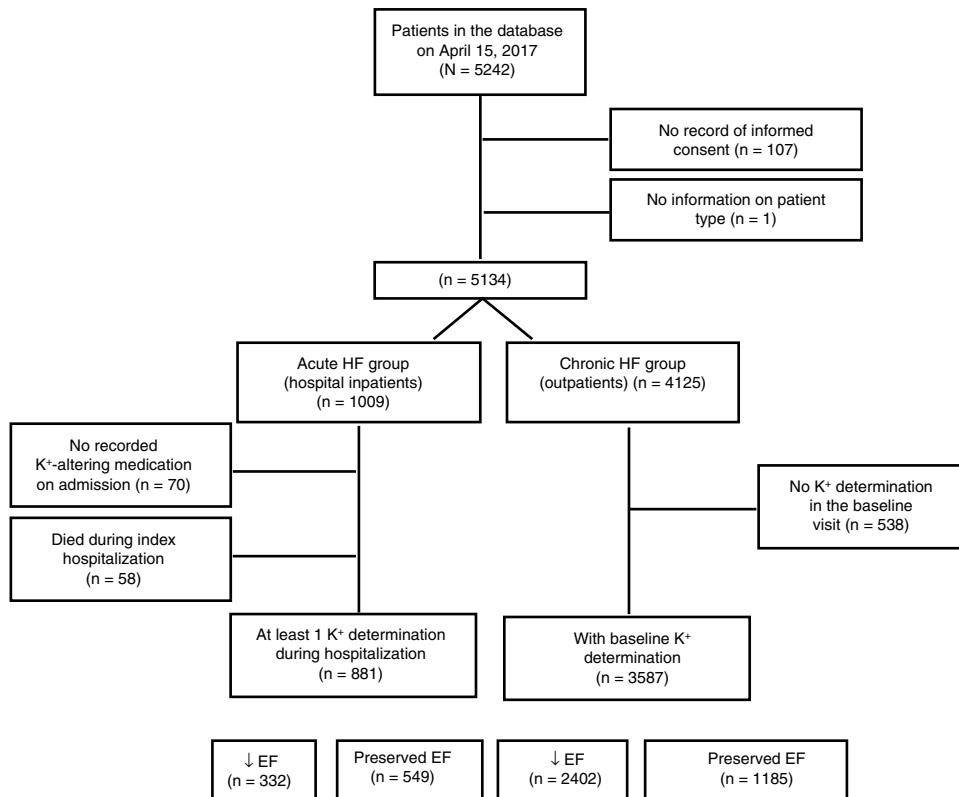 Patients in the database
on April 15, 2017
(N = 5242)
No record of informed
consent (n = 107)
No information on patient
type (n = 1)
(n = 5134)
Acute HF group
(hospital inpatients)
(n = 1009)
Chronic HF group
(outpatients) (n = 4125)
No recorded
K⁺-altering medication
on admission (n = 70)
No K⁺ determination
in the baseline
visit (n = 538)
Died during index
hospitalization
(n = 58)
At least 1 K⁺ determination
during hospitalization
(n = 881)
With baseline K⁺
determination
(n = 3587)
↓ EF
(n = 332)
Preserved EF
(n = 549)
↓ EF
(n = 2402)
Preserved EF
(n = 1185)